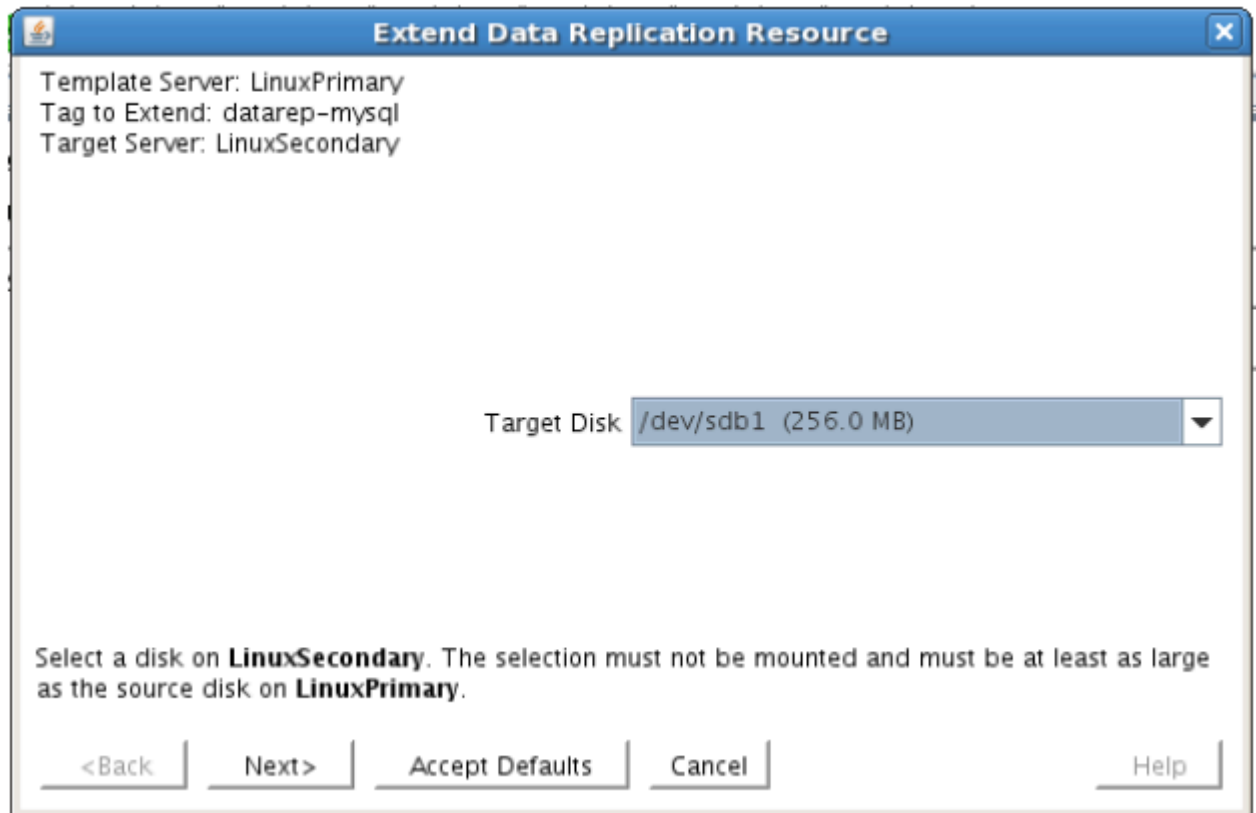 Extend Data Replication Resource
Template Server: LinuxPrimary
Tag to Extend: datarep-mysql
Target Server: LinuxSecondary
Target Disk /dev/sdb1 (256.0 MB)
Select a disk on LinuxSecondary. The selection must not be mounted and must be at least as large
as the source disk on LinuxPrimary.
<Back Next> Accept Defaults Cancel Help